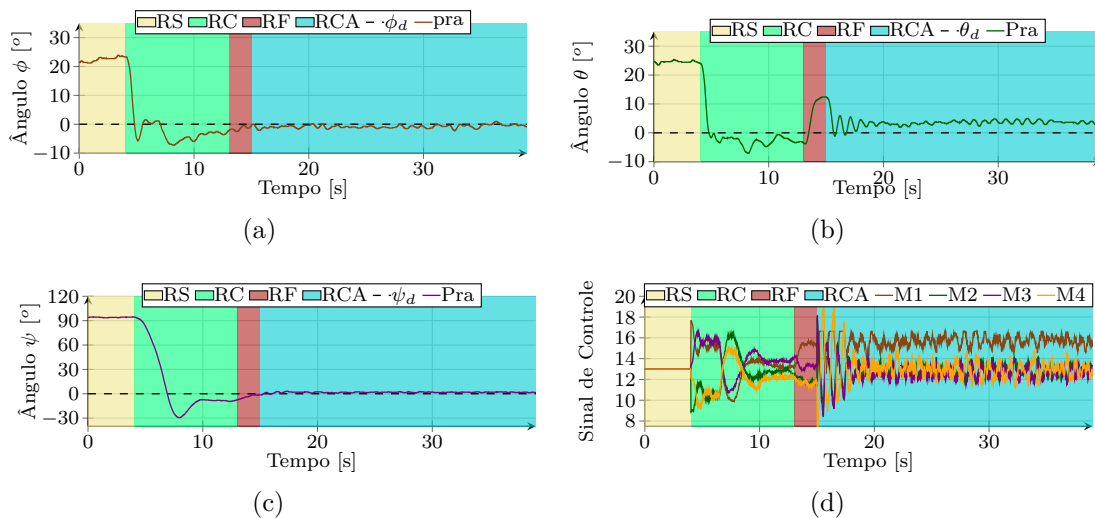 RS RC RF RCA ϕd pra
Ângulo ϕ [°]
30
20
10
0
−10
0 10 20 30
Tempo [s]
(a)
RS RC RF RCA θd Pra
Ângulo θ [°]
30
20
10
0
−10
0 10 20 30
Tempo [s]
(b)
RS RC RF RCA ψd Pra
Ângulo ψ [°]
120
90
60
30
0
−30
0 10 20 30
Tempo [s]
(c)
RS RC RF RCA M1 M2 M3 M4
Sinal de Controle
20
18
16
14
12
10
8
0 10 20 30
Tempo [s]
(d)